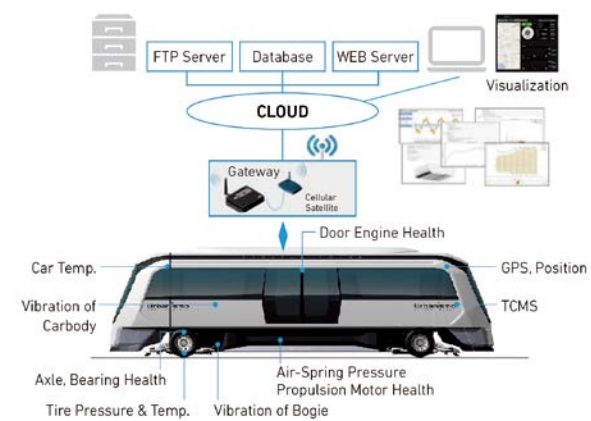 FTP Server
Database
WEB Server
Visualization
CLOUD
Gateway
Cellular
Satellite
Door Engine Health
Car Temp.
GPS, Position
Vibration of
Carbody
TCMS
Axle, Bearing Health
Air-Spring Pressure
Propulsion Motor Health
Tire Pressure & Temp.
Vibration of Bogie